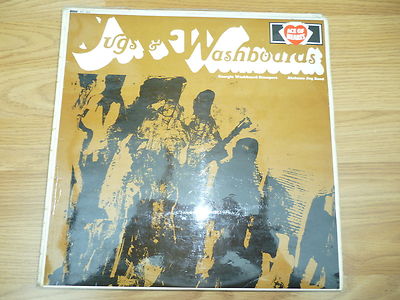 Jugs & Washboards
ACE OF
HEARTS
Georgia Washboard Stompers Alabama Jug Band